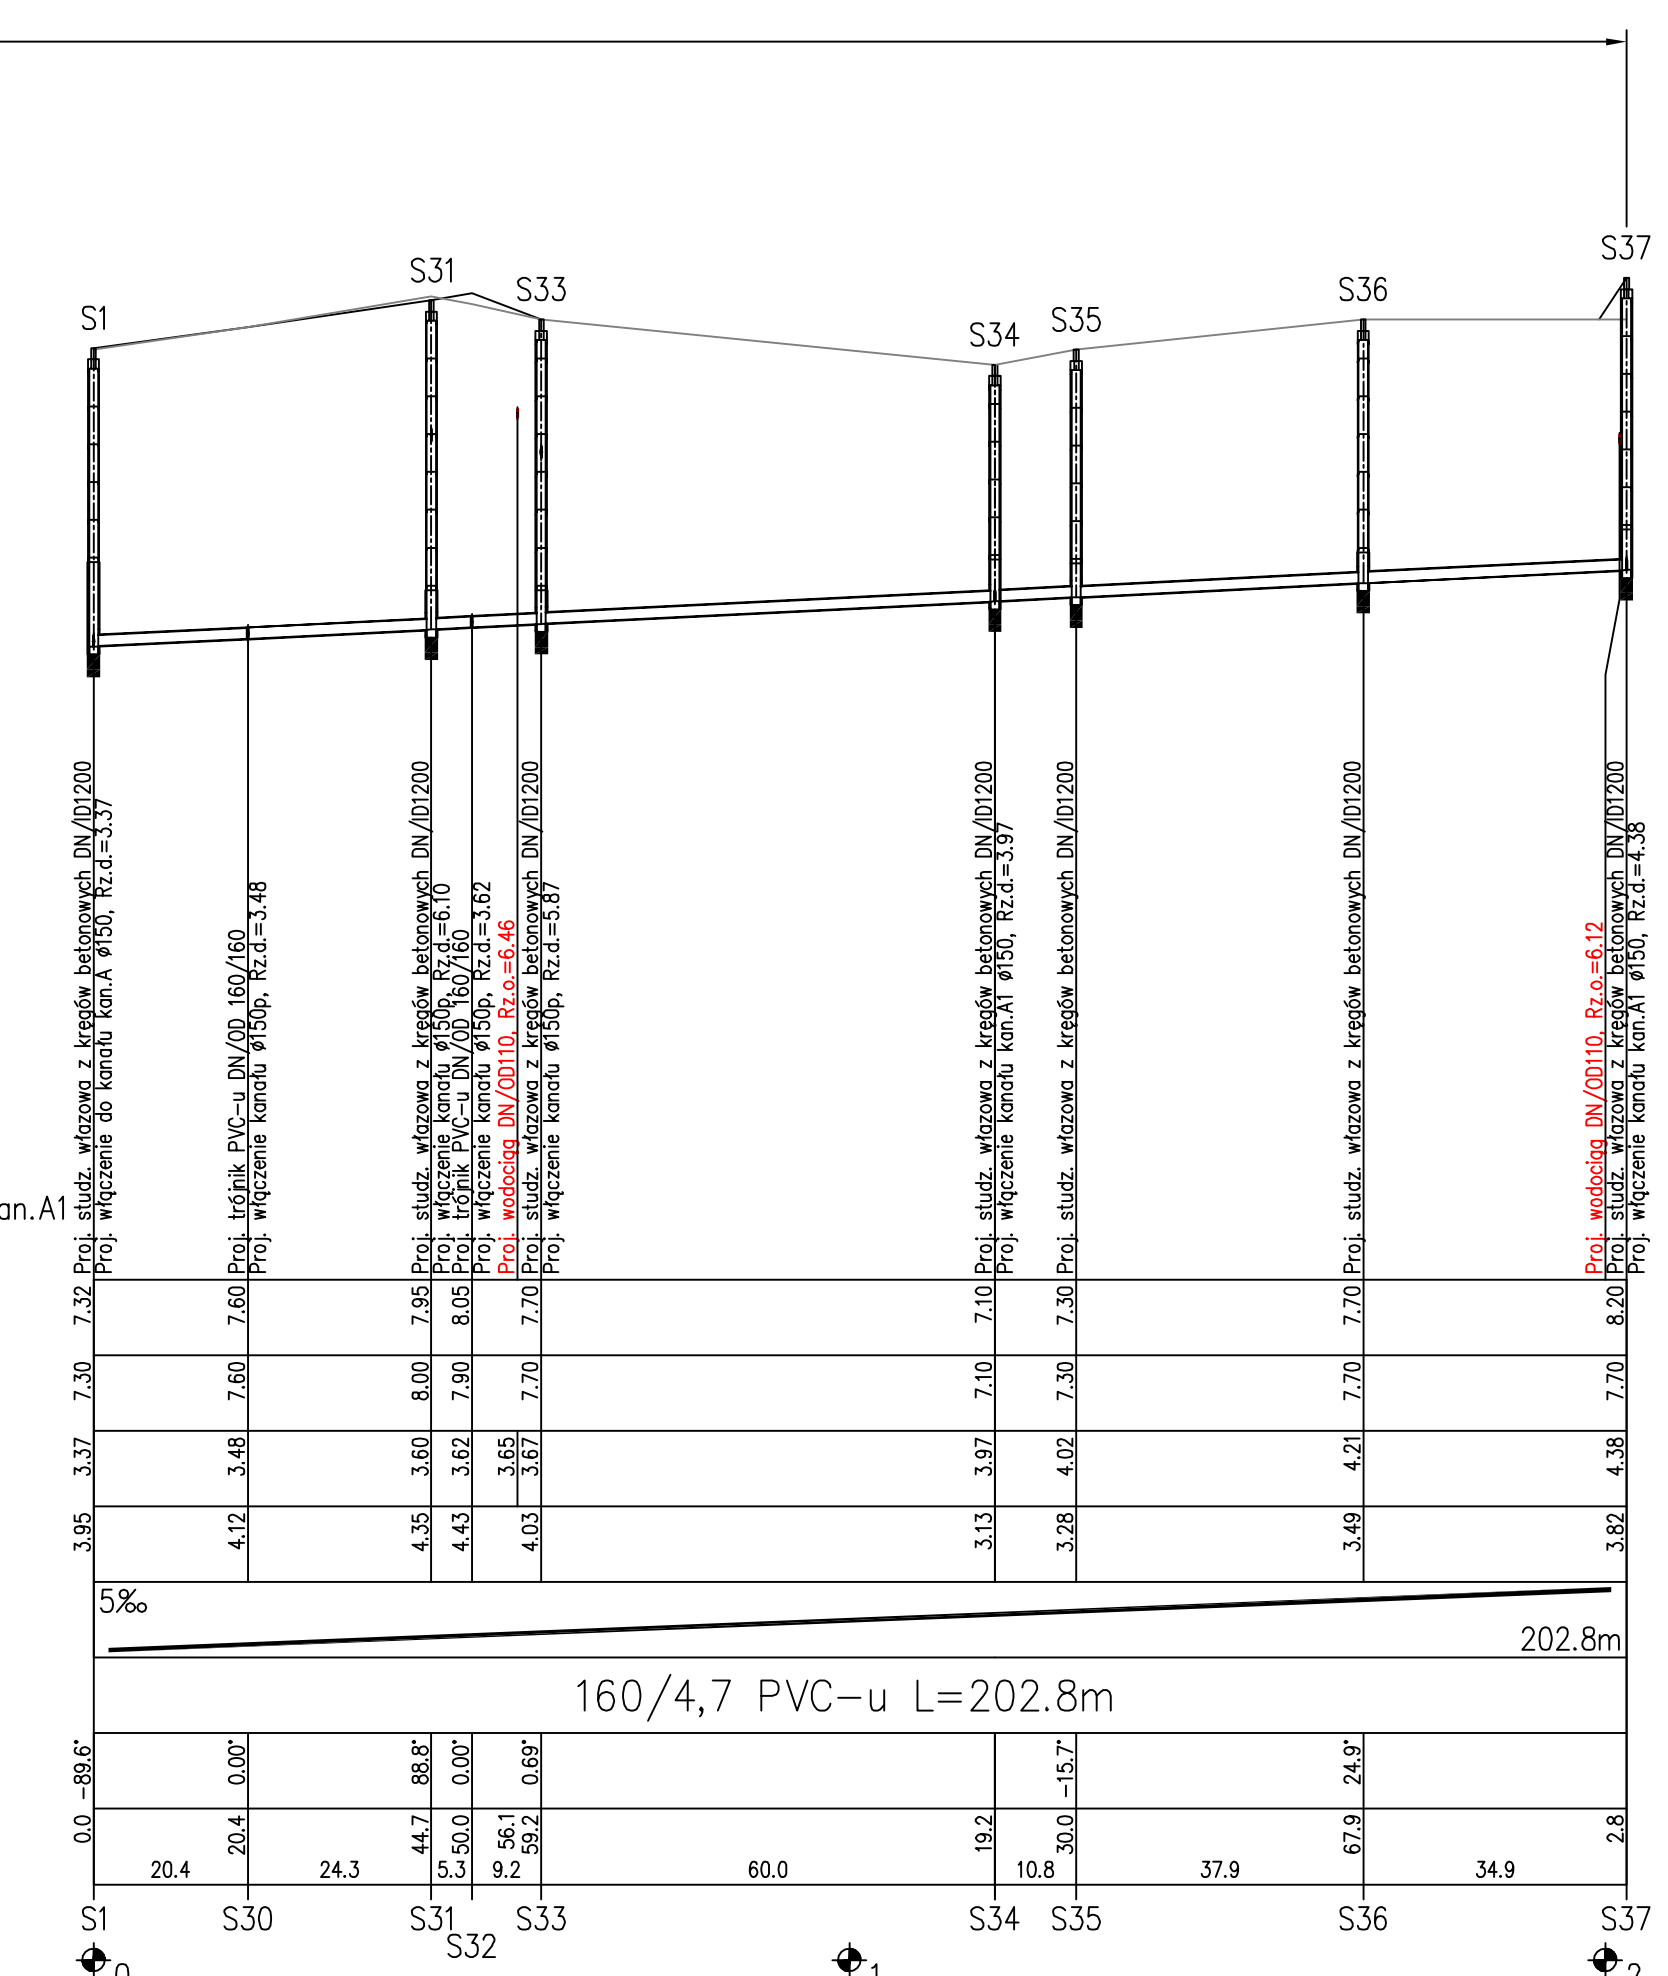 S1
S31
S33
S34
S35
S36
S37
an.A1
Proj. studz. włazowa z kręgów betonowych DN/ID1200
Proj. włączenie do kanału kan.A ø150, Rz.d.=3.37
Proj. trójnik PVC-u DN/OD 160/160
Proj. włączenie kanału ø150p, Rz.d.=3.48
Proj. studz. włazowa z kręgów betonowych DN/ID1200
Proj. włączenie kanału ø150p, Rz.d.=6.10
Proj. trójnik PVC-u DN/OD 160/160
Proj. włączenie kanału ø150p, Rz.d.=3.62
Proj. wodociąg DN/OD110, Rz.o.=6.46
Proj. studz. włazowa z kręgów betonowych DN/ID1200
Proj. włączenie kanału ø150p, Rz.d.=5.87
Proj. studz. włazowa z kręgów betonowych DN/ID1200
Proj. włączenie kanału kan.A1 ø150, Rz.d.=3.97
Proj. studz. włazowa z kręgów betonowych DN/ID1200
Proj. studz. włazowa z kręgów betonowych DN/ID1200
Proj. wodociąg DN/OD110, Rz.o.=6.12
Proj. studz. włazowa z kręgów betonowych DN/ID1200
Proj. włączenie kanału kan.A1 ø150, Rz.d.=4.38
7.32 7.60 7.95 8.05 7.70 7.10 7.30 7.70 8.20
7.30 7.60 8.00 7.90 7.70 7.10 7.30 7.70 7.70
3.37 3.48 3.60 3.62 3.65 3.67 3.97 4.02 4.21 4.38
3.95 4.12 4.35 4.43 4.03 3.13 3.28 3.49 3.82
5‰
202.8m
160/4,7 PVC-u L=202.8m
-89.6° 0.00° 88.8° 0.00° 0.69° -15.7° 24.9°
0.0 20.4 44.7 50.0 56.1 59.2 19.2 30.0 67.9 2.8
20.4 24.3 5.3 9.2 60.0 10.8 37.9 34.9
S1 S30 S31 S33 S34 S35 S36 S37
S32
0 1 2